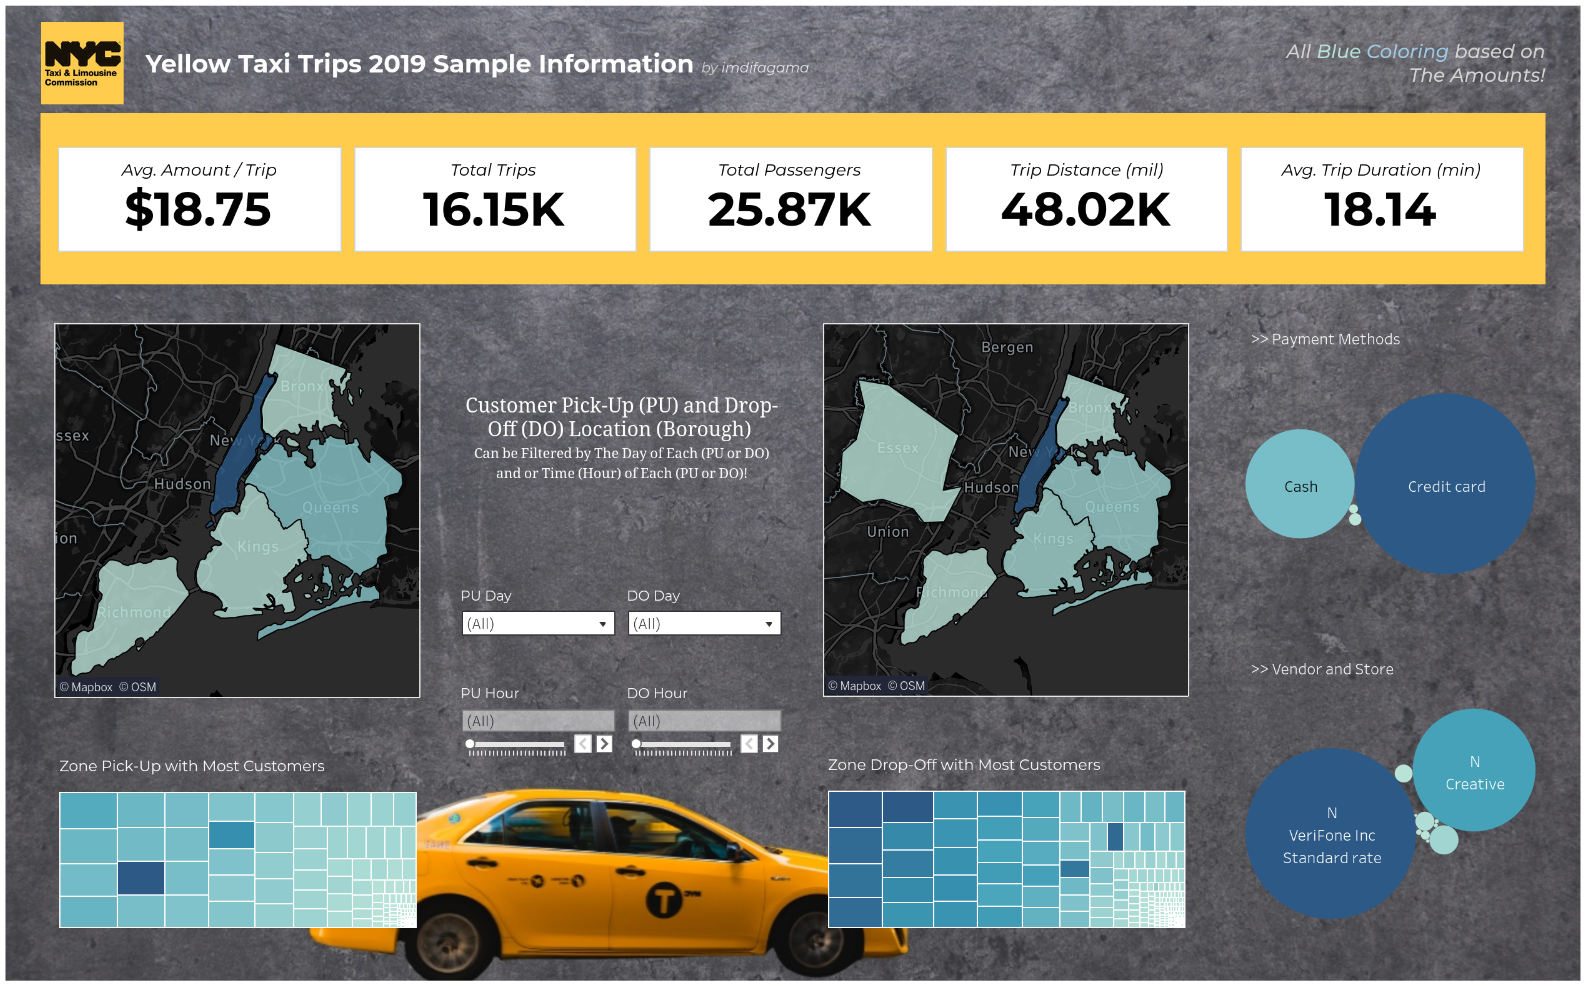 NYC
Taxi & Limousine
Commission
Yellow Taxi Trips 2019 Sample Information by imdifagama
All Blue Coloring based on
The Amounts!
Avg. Amount / Trip
$18.75
Total Trips
16.15K
Total Passengers
25.87K
Trip Distance (mil)
48.02K
Avg. Trip Duration (min)
18.14
Bronx
ssex
New York
Hudson
Queens
ion
Kings
Richmond
© Mapbox © OSM
Customer Pick-Up (PU) and Drop-
Off (DO) Location (Borough)
Can be Filtered by The Day of Each (PU or DO)
and or Time (Hour) of Each (PU or DO)!
PU Day
DO Day
(All)
(All)
PU Hour
DO Hour
(All)
(All)
Bergen
Bronx
Essex
New York
Hudson
Queens
Union
Kings
Richmond
© Mapbox © OSM
>> Payment Methods
Cash
Credit card
>> Vendor and Store
N
Creative
N
VeriFone Inc
Standard rate
Zone Pick-Up with Most Customers
Zone Drop-Off with Most Customers
T